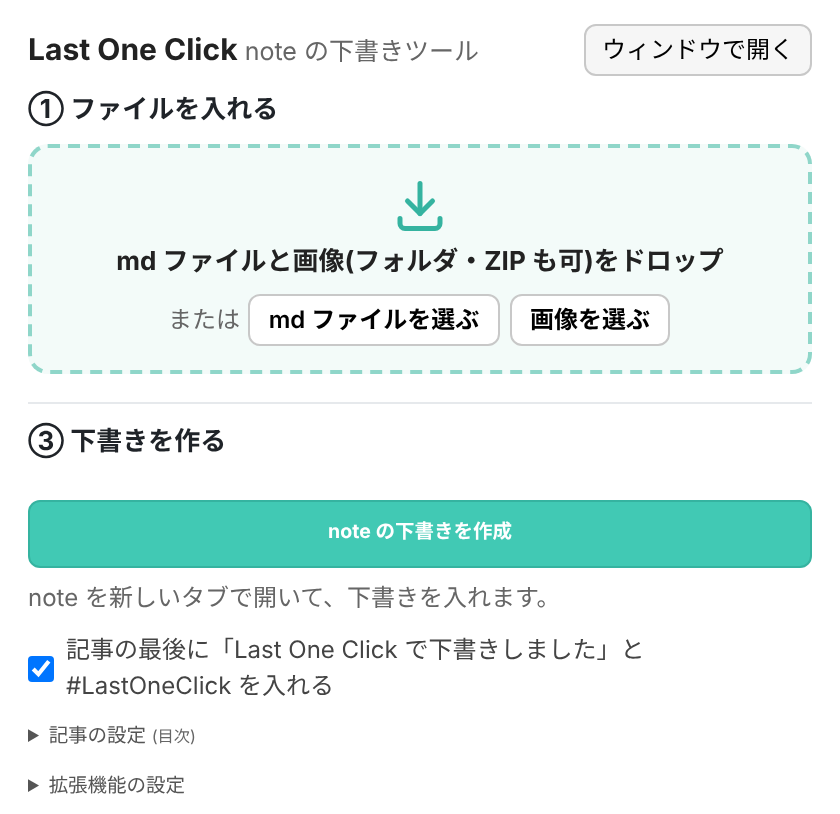 Last One Click note の下書きツール
ウィンドウで開く
① ファイルを入れる
md ファイルと画像(フォルダ・ZIP も可)をドロップ
または md ファイルを選ぶ 画像を選ぶ
③ 下書きを作る
note の下書きを作成
note を新しいタブで開いて、下書きを入れます。
記事の最後に「Last One Click で下書きしました」と
#LastOneClick を入れる
記事の設定 (目次)
拡張機能の設定